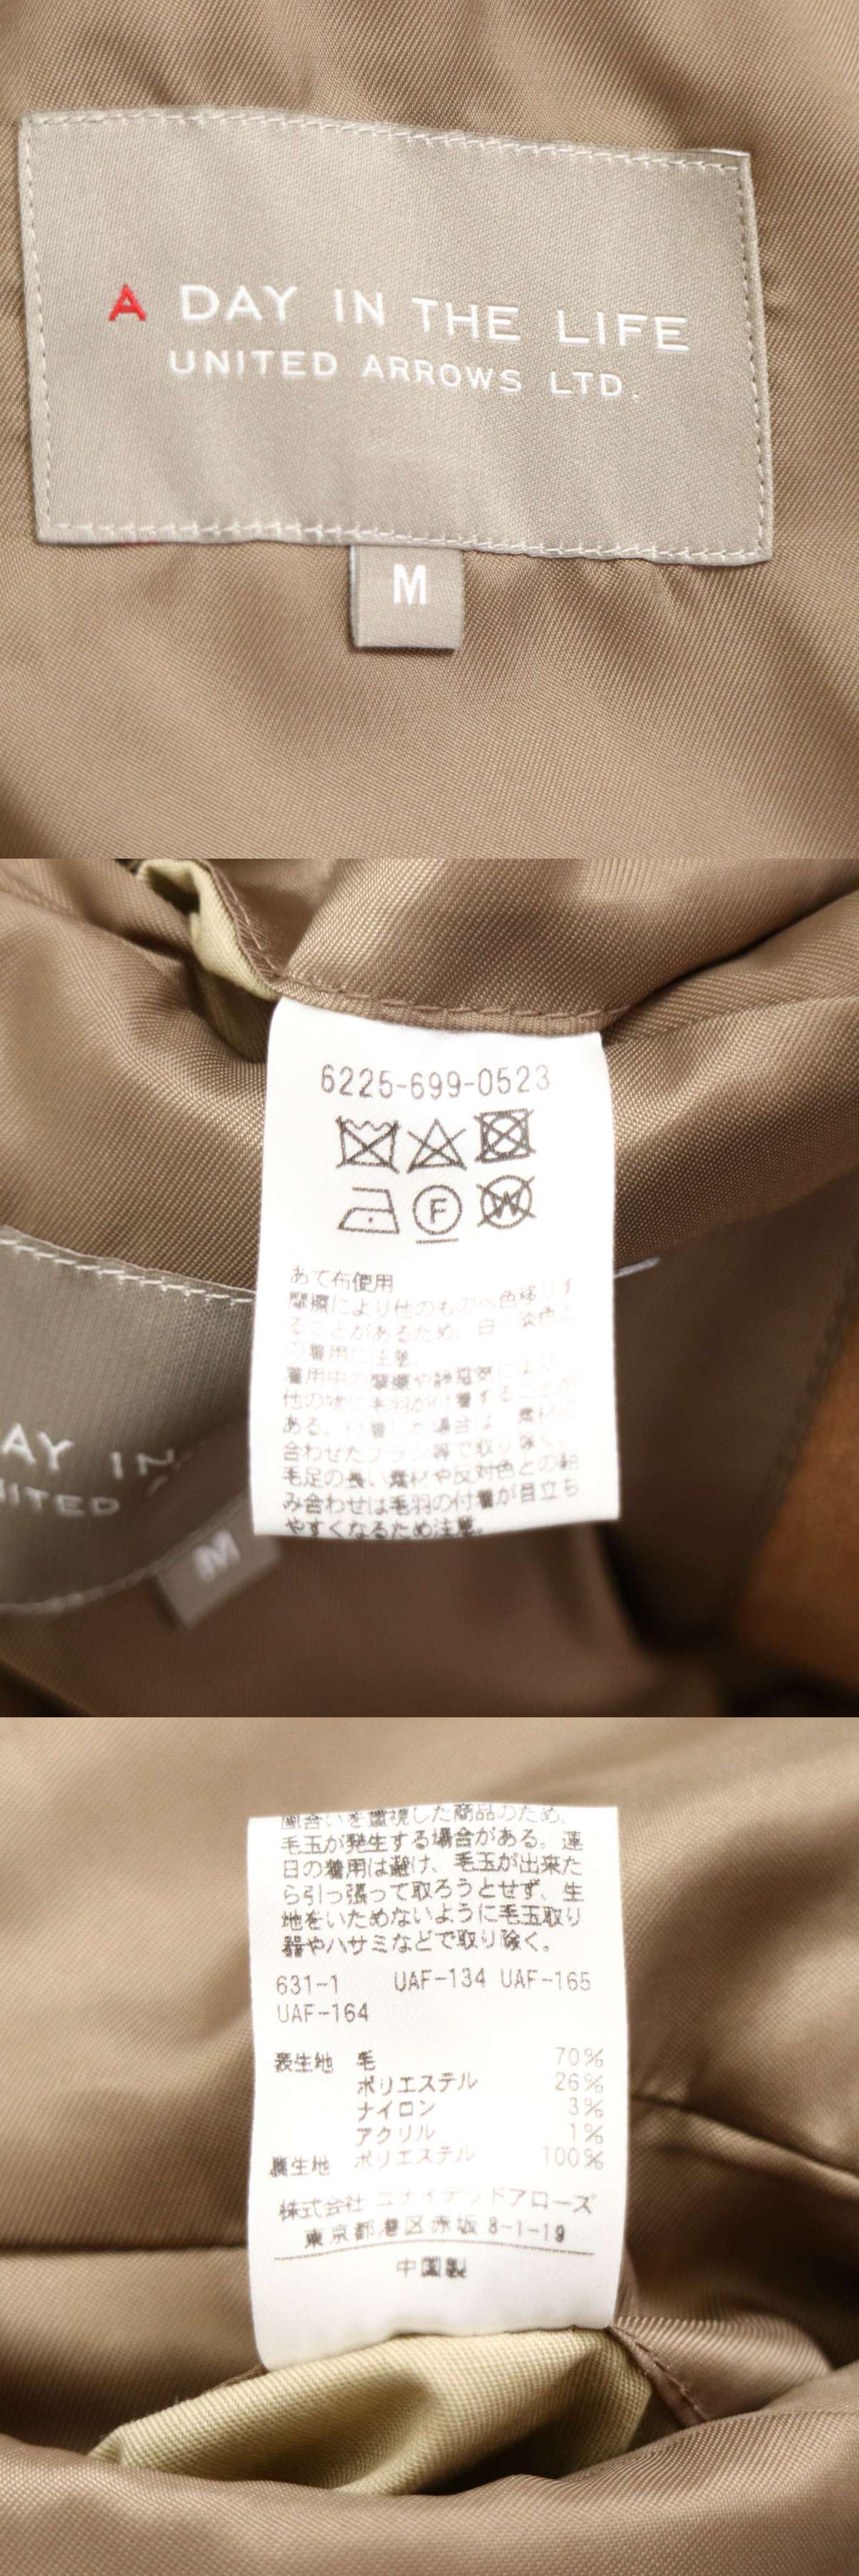 A DAY IN THE LIFE
UNITED ARROWS LTD.
M
6225-699-0523
F
W
あて布使用
摩擦により他のものへ色移りす
ることがあるため、白・淡色と
の着用に注意。
着用中の摩擦や静電気により
他の物に毛羽が付着することが
ある。付着した場合は、素材に
合わせたブラシ等で取り除く。
毛足の長い素材や反対色との組
み合わせは毛羽の付着が目立ち
やすくなるため注意。
AY IN
NITED
M
風合いを重視した商品のため、
毛玉が発生する場合がある。連
日の着用は避け、毛玉が出来た
ら引っ張って取ろうとせず、生
地をいためないように毛玉取り
器やハサミなどで取り除く。
631-1 UAF-134 UAF-165
UAF-164
表生地 毛 70%
ポリエステル 26%
ナイロン 3%
アクリル 1%
裏生地 ポリエステル 100%
株式会社 ユナイテッドアローズ
東京都港区赤坂 8-1-19
中国製